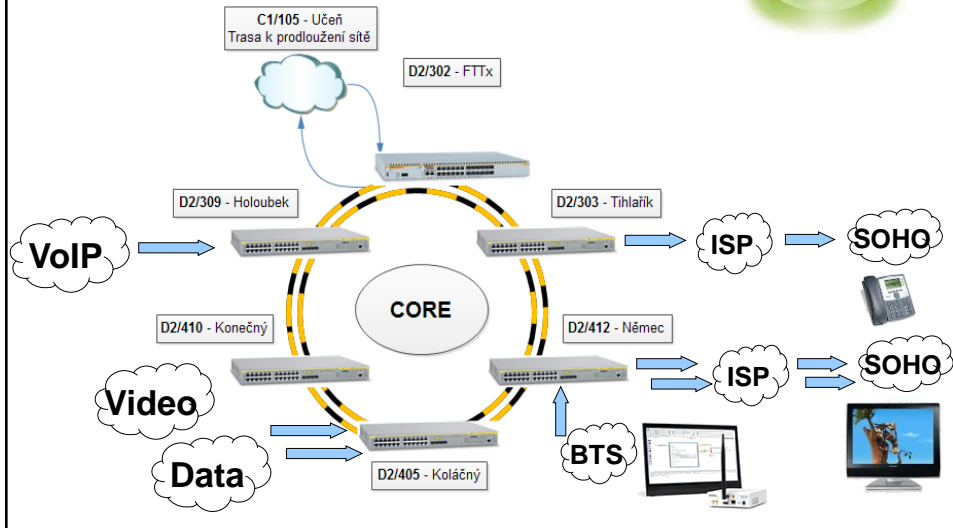 C1/105 - Učeň
Trasa k prodloužení sítě
D2/302 - FTTx
D2/309 - Holoubek
D2/303 - Tihlařík
VoIP
ISP
SOHO
CORE
D2/410 - Konečný
D2/412 - Němec
Video
ISP
SOHO
Data
BTS
D2/405 - Koláčný